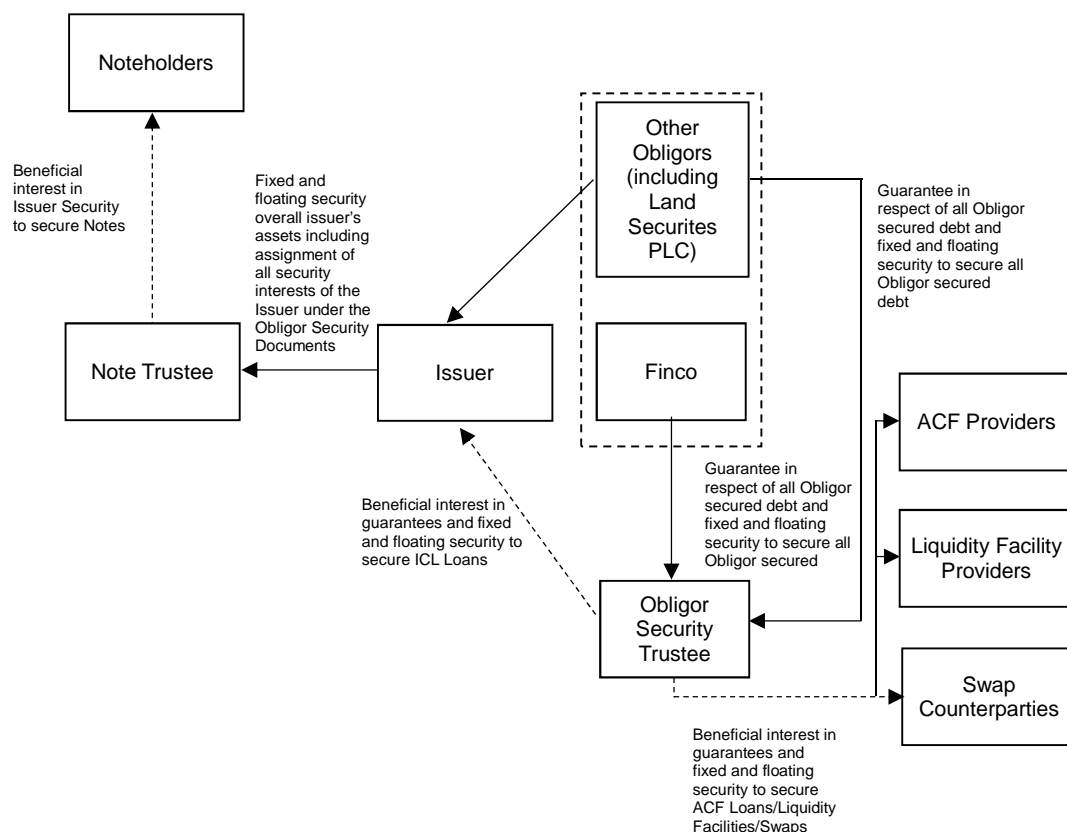 Noteholders
Other
Obligors
(including
Land
Securites
PLC)
Beneficial
interest in
Issuer Security
to secure Notes
Fixed and
floating security
overall issuer's
assets including
assignment of
all security
interests of the
Issuer under the
Obligor Security
Documents
Guarantee in
respect of all Obligor
secured debt and
fixed and floating
security to secure all
Obligor secured
debt
Note Trustee
Issuer
Finco
ACF Providers
Guarantee in
respect of all Obligor
secured debt and
fixed and floating
security to secure all
Obligor secured
Beneficial interest in
guarantees and fixed
and floating security to
secure ICL Loans
Liquidity Facility
Providers
Obligor
Security
Trustee
Swap
Counterparties
Beneficial interest in
guarantees and
fixed and floating
security to secure
ACF Loans/Liquidity
Facilities/Swaps